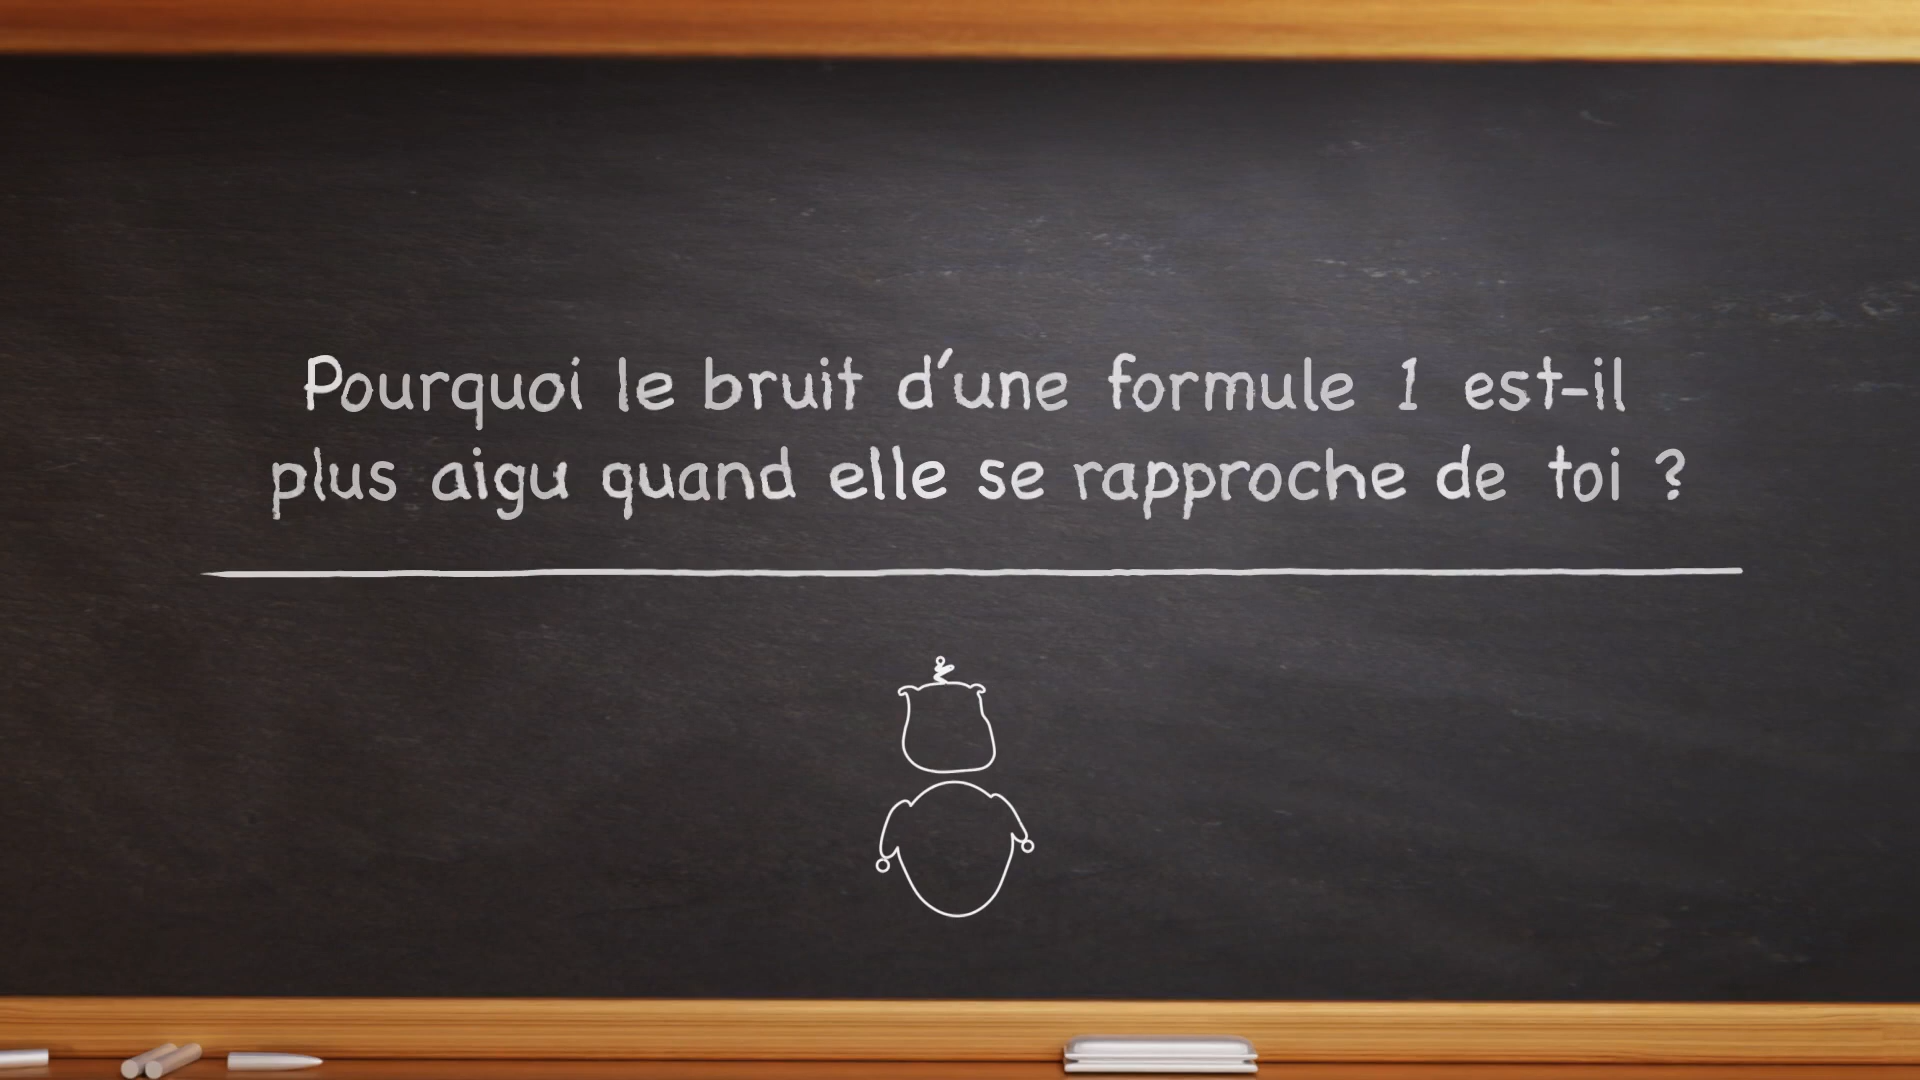 Pourquoi le bruit d'une formule 1 est-il
plus aigu quand elle se rapproche de toi ?